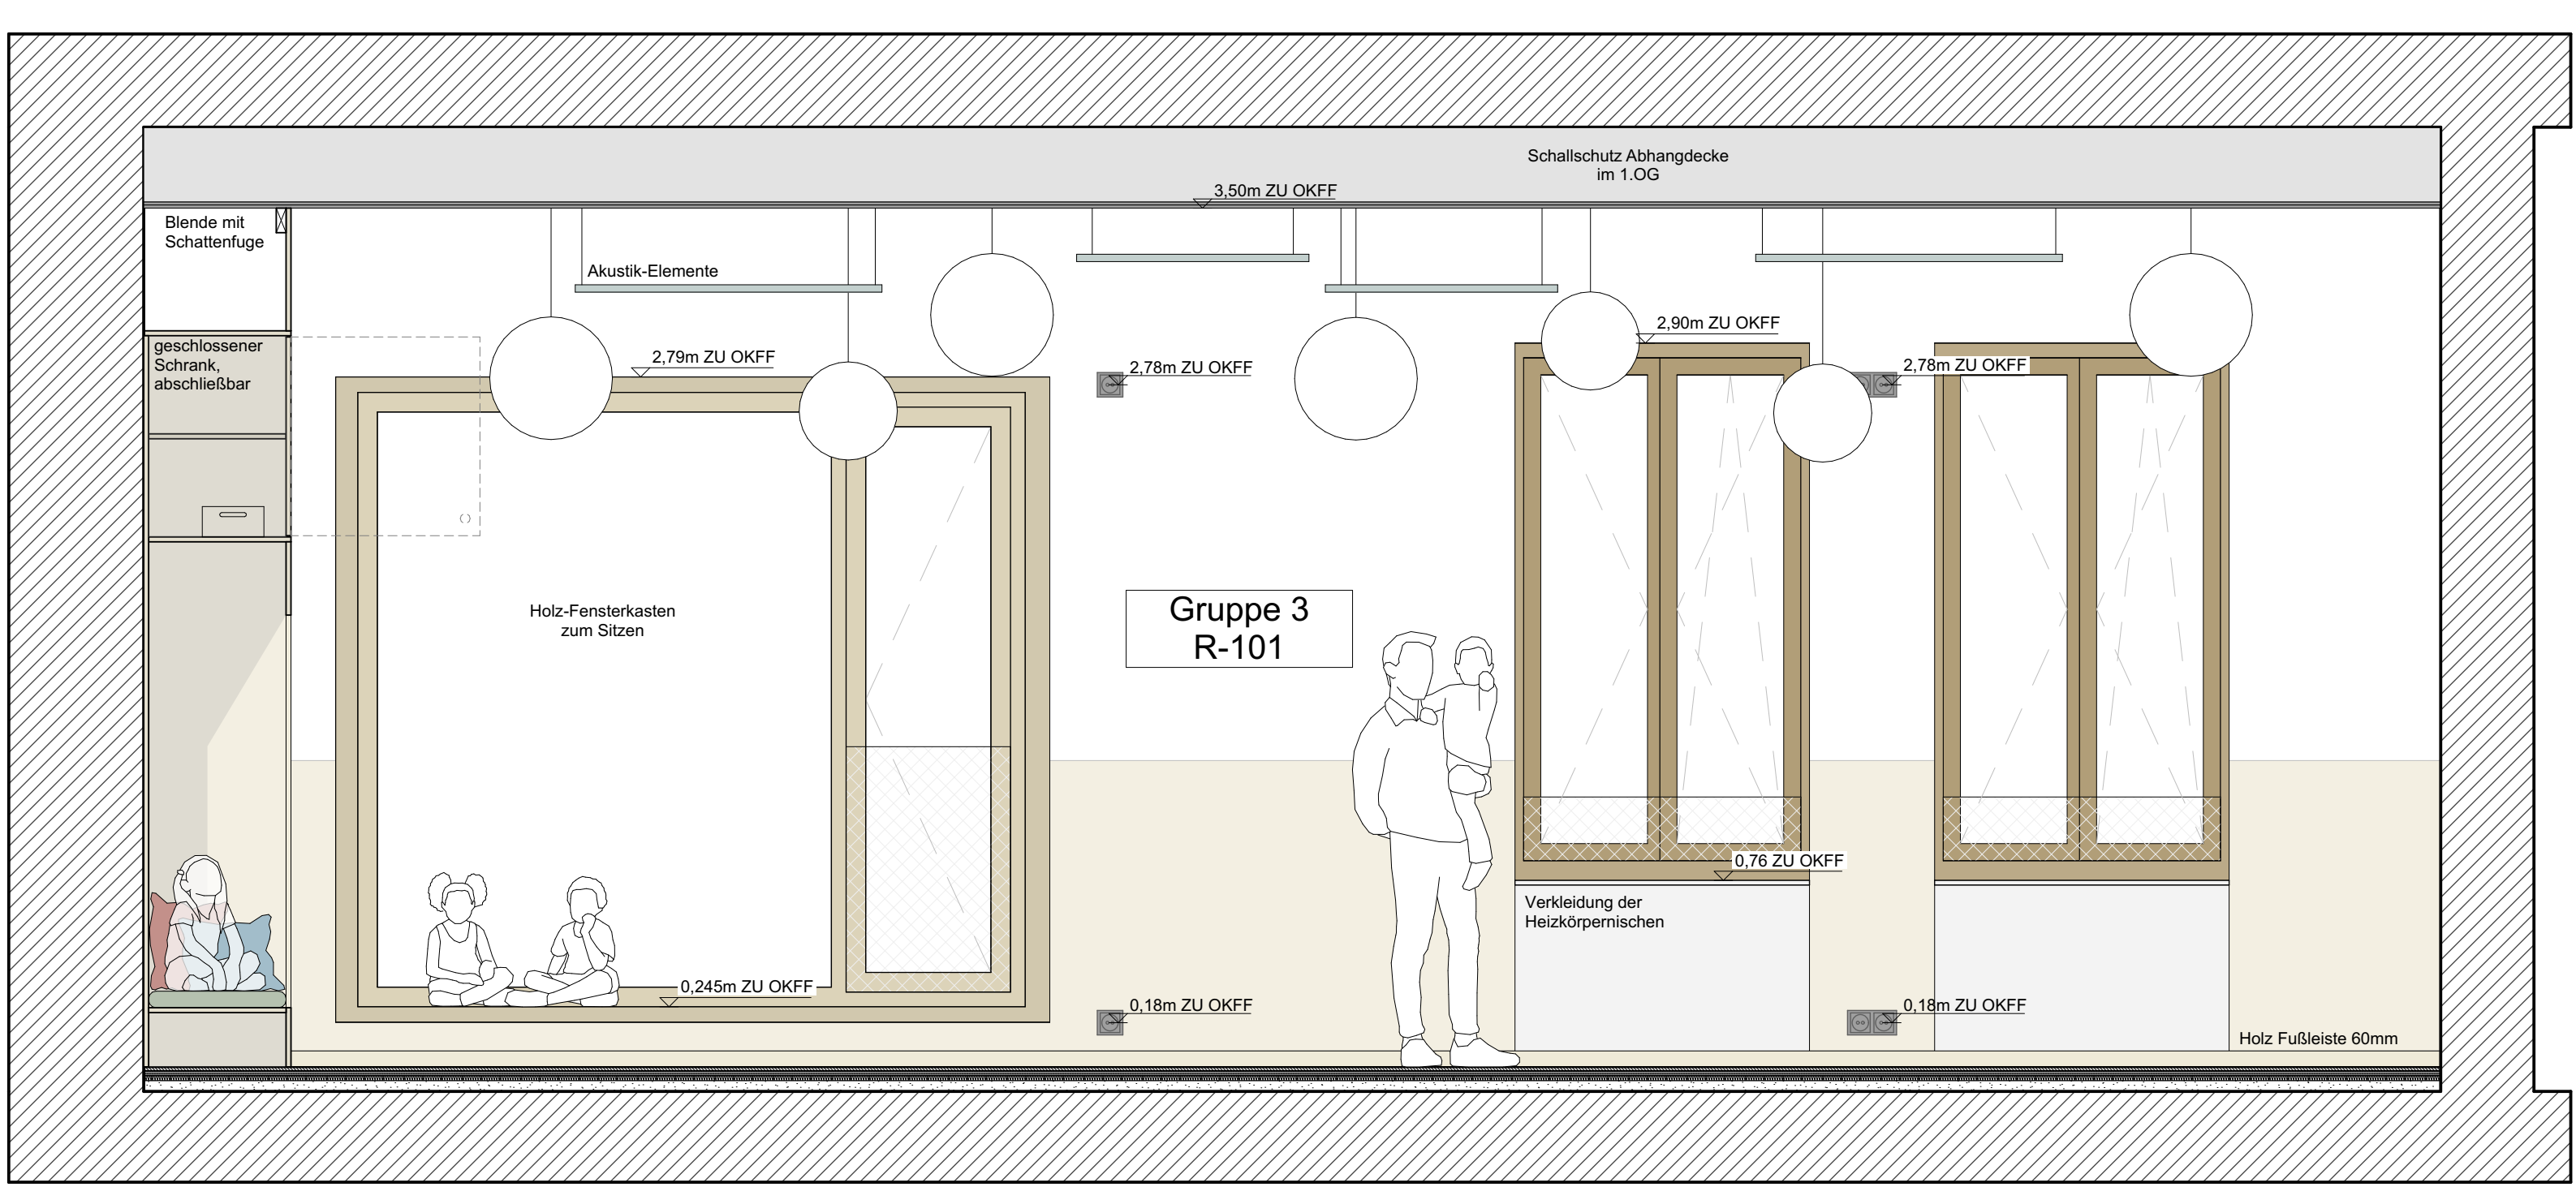 Schallschutz Abhangdecke
im 1.OG
3,50m ZU OKFF
Blende mit
Schattenfuge
Akustik-Elemente
2,90m ZU OKFF
geschlossener
Schrank,
abschließbar
2,79m ZU OKFF
2,78m ZU OKFF
2,78m ZU OKFF
Holz-Fensterkasten
zum Sitzen
Gruppe 3
R-101
0,76 ZU OKFF
Verkleidung der
Heizkörpernischen
0,245m ZU OKFF
0,18m ZU OKFF
0,18m ZU OKFF
Holz Fußleiste 60mm